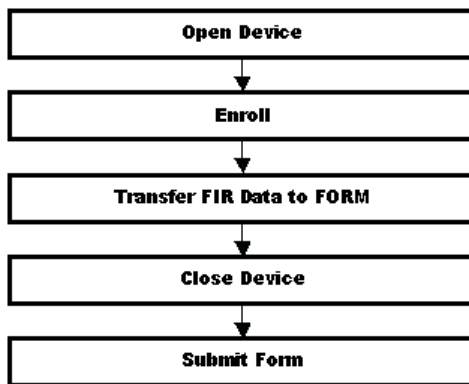 Open Device
Enroll
Transfer FIR Data to FORM
Close Device
Submit Form